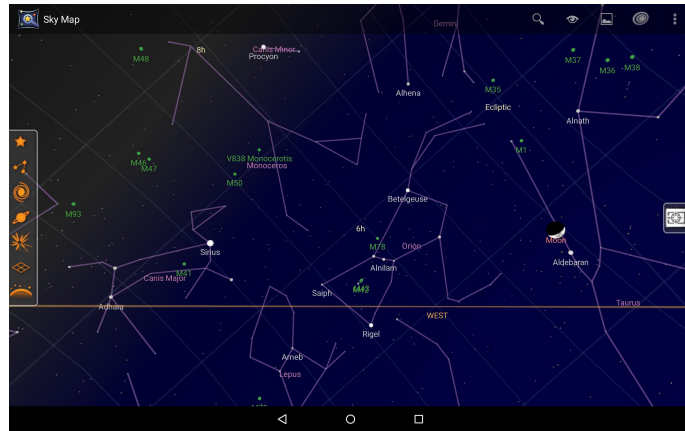 Sky Map
Gemini
8h
Canis Minor
Procyon
M48
M37
M36
M38
Alhena
M35
Ecliptic
Alnath
M1
M46
M47
V838 Monocerotis
Monoceros
M50
M93
Betelgeuse
6h
M78
Orion
Moon
Sirius
Aldebaran
Alnilam
M41
Canis Major
Saiph
Adhara
Taurus
WEST
Rigel
Arneb
Lepus